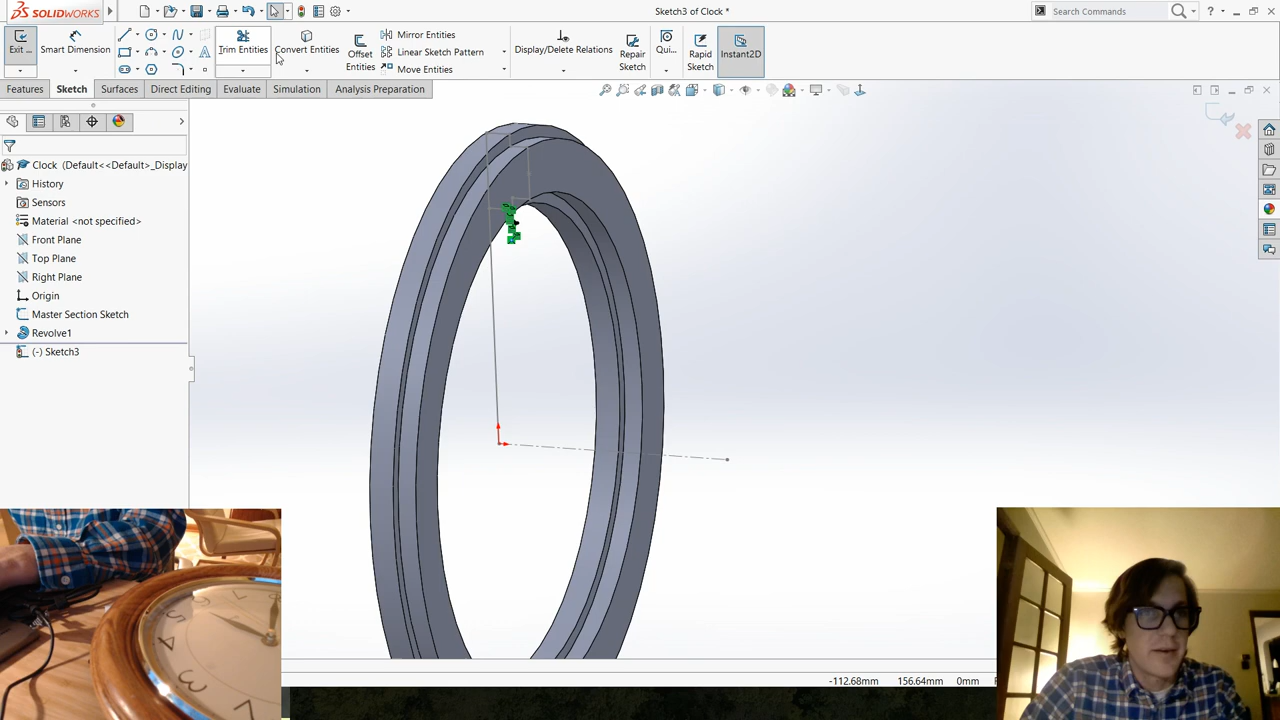 SOLIDWORKS
Sketch3 of Clock *
Search Commands
?
Exit ...
Smart Dimension
Trim Entities
Convert Entities
Offset
Entities
Mirror Entities
Linear Sketch Pattern
Move Entities
Display/Delete Relations
Repair
Sketch
Qui...
Rapid
Sketch
Instant2D
Features
Sketch
Surfaces
Direct Editing
Evaluate
Simulation
Analysis Preparation
Clock (Default<<Default>_Display
History
Sensors
Material <not specified>
Front Plane
Top Plane
Right Plane
Origin
Master Section Sketch
Revolve1
(-) Sketch3
-112.68mm
156.64mm
0mm